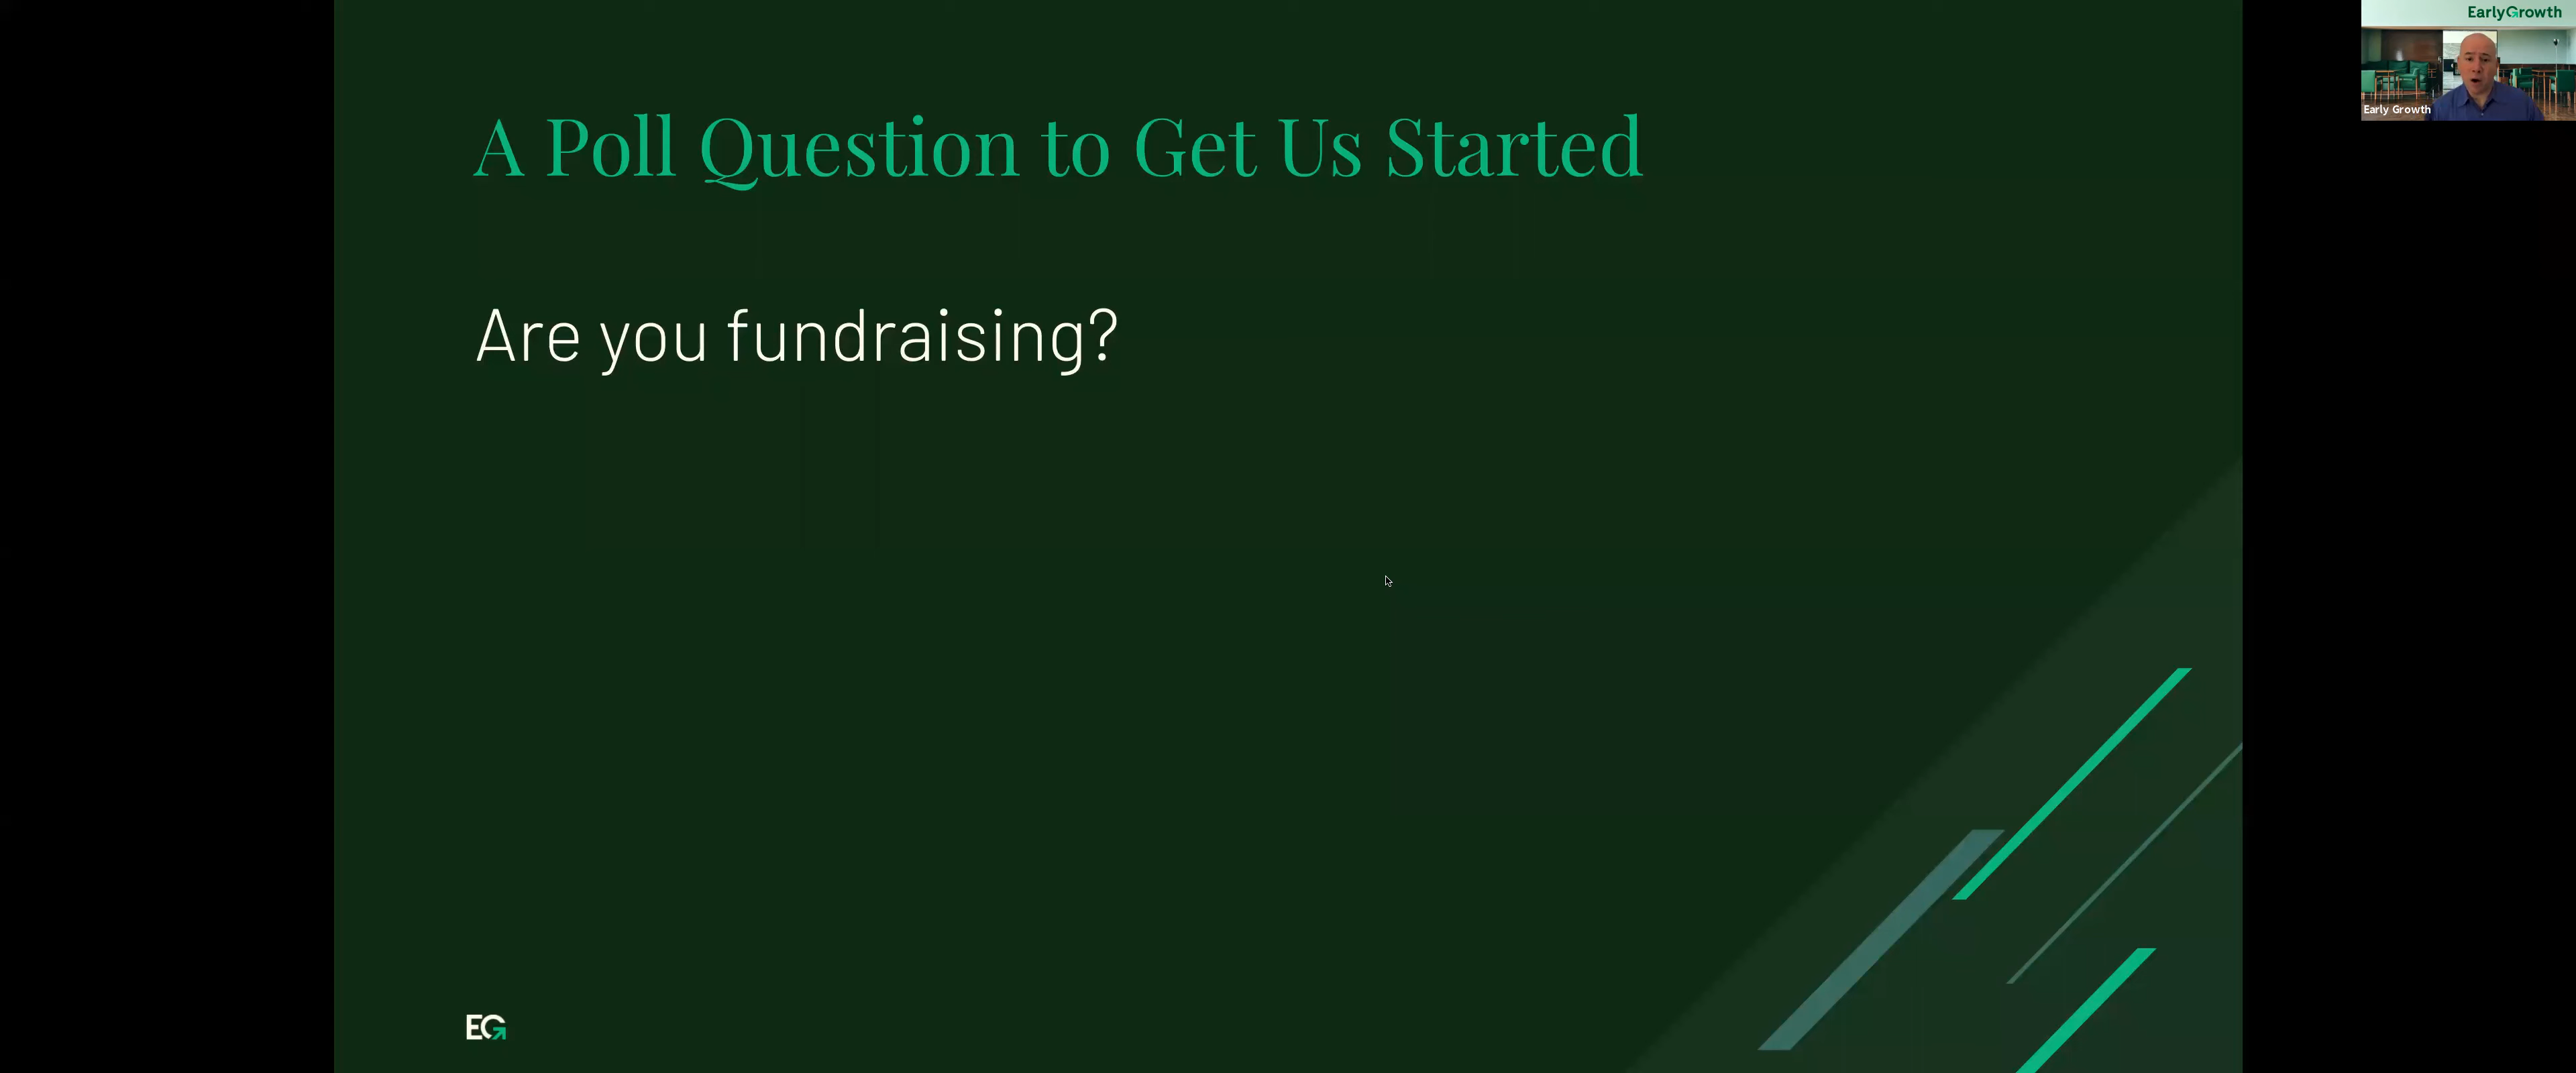 EarlyGrowth
Early Growth
A Poll Question to Get Us Started
Are you fundraising?
EG